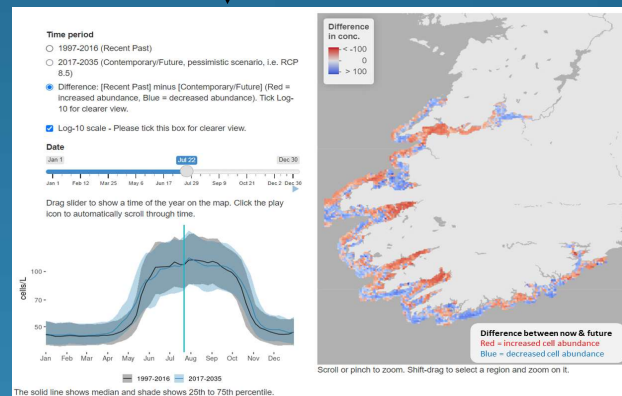 Time period
1997-2016 (Recent Past)
2017-2035 (Contemporary/Future, pessimistic scenario, i.e. RCP
8.5)
Difference: [Recent Past] minus [Contemporary/Future] (Red =
increased abundance, Blue = decreased abundance). Tick Log-
10 for clearer view.
Log-10 scale - Please tick this box for clearer view.
Date
Jan 1 Jul 22 Dec 30
Jan 1 Feb 12 Mar 25 May 6 Jun 17 Jul 29 Sep 9 Oct 21 Dec 2 Dec 30
Drag slider to show a time of the year on the map. Click the play
icon to automatically scroll through time.
cells/L
100
70
50
Jan Feb Mar Apr May Jun Jul Aug Sep Oct Nov Dec
1997-2016 2017-2035
The solid line shows median and shade shows 25th to 75th percentile.
Difference
in conc.
< -100
0
> 100
Difference between now & future
Red = increased cell abundance
Blue = decreased cell abundance
Scroll or pinch to zoom. Shift-drag to select a region and zoom on it.